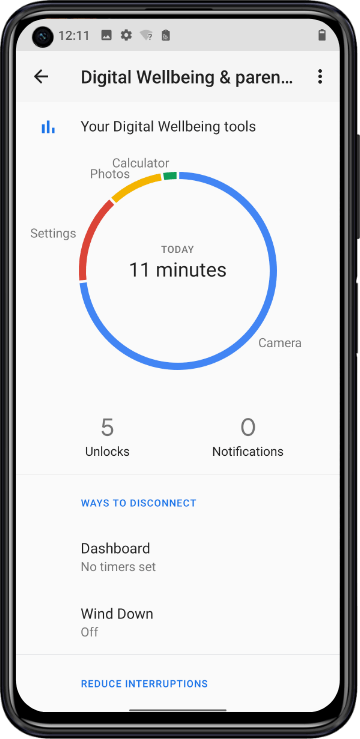 12:11
Digital Wellbeing & paren...
Your Digital Wellbeing tools
Calculator
Photos
Settings
TODAY
11 minutes
Camera
5
0
Unlocks
Notifications
WAYS TO DISCONNECT
Dashboard
No timers set
Wind Down
Off
REDUCE INTERRUPTIONS